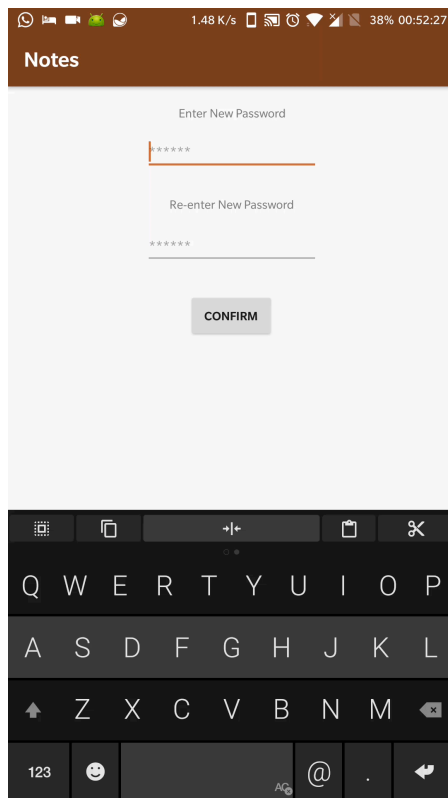 1.48 K/s 38% 00:52:27
Notes
Enter New Password
******
Re-enter New Password
******
CONFIRM
Q W E R T Y U I O P
A S D F G H J K L
Z X C V B N M
123 @ .